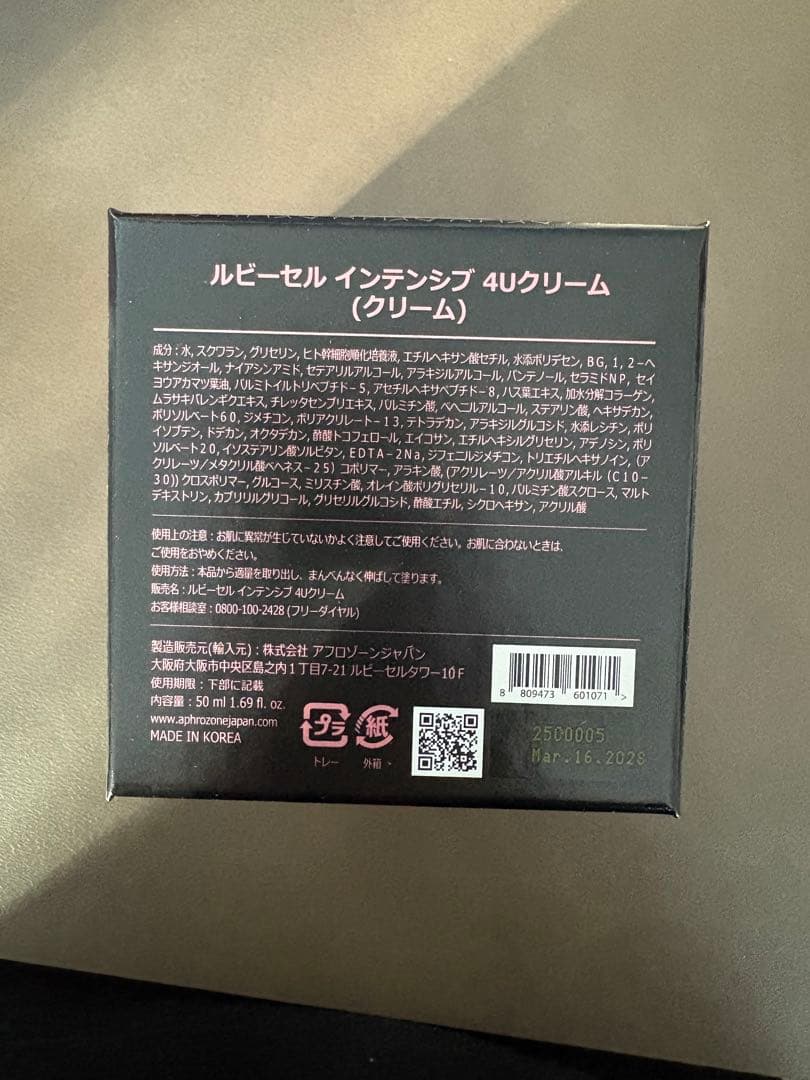 ルビーセル インテンシブ 4Uクリーム
(クリーム)
成分：水, スクワラン, グリセリン, ヒト幹細胞順化培養液, エチルヘキサン酸セチル, 水添ポリデセン, BG, 1, 2-ヘ
キサンジオール, ナイアシンアミド, セテアリルアルコール, アラキジルアルコール, パンテノール, セラミドNP, セイ
ヨウアカマツ葉油, パルミトイルトリペプチド-5, アセチルヘキサペプチド-8, ハス葉エキス, 加水分解コラーゲン,
ムラサキバレンギクエキス, チレッタセンブリエキス, パルミチン酸, ベヘニルアルコール, ステアリン酸, ヘキサデカン,
ポリソルベート60, ジメチコン, ポリアクリレート-13, テトラデカン, アラキジルグルコシド, 水添レシチン, ポリ
イソブテン, ドデカン, オクタデカン, 酢酸トコフェロール, エイコサン, エチルヘキシルグリセリン, アデノシン, ポリ
ソルベート20, イソステアリン酸ソルビタン, EDTA-2Na, ジフェニルジメチコン, トリエチルヘキサノイン, (ア
クリレーツ／メタクリル酸ベヘネス-25) コポリマー, アラキン酸, (アクリレーツ／アクリル酸アルキル (C10-
30)) クロスポリマー, グルコース, ミリスチン酸, オレイン酸ポリグリセリル-10, パルミチン酸スクロース, マルト
デキストリン, カプリリルグリコール, グリセリルグルコシド, 酢酸エチル, シクロヘキサン, アクリル酸
使用上の注意：お肌に異常が生じていないかよく注意してご使用ください。お肌に合わないときは、
ご使用をおやめください。
使用方法：本品から適量を取り出し、まんべんなく伸ばして塗ります。
販売名：ルビーセル インテンシブ 4Uクリーム
お客様相談室：0800-100-2428 (フリーダイヤル)
製造販売元(輸入元)：株式会社 アフロゾーンジャパン
大阪府大阪市中央区島之内1丁目7-21 ルビーセルタワー10F
使用期限：下部に記載
内容量：50 ml 1.69 fl. oz.
www.aphrozonejapan.com
MADE IN KOREA
プラ
トレー
紙
外箱
8 809473 601071 >
2500005
Mar.16.2028